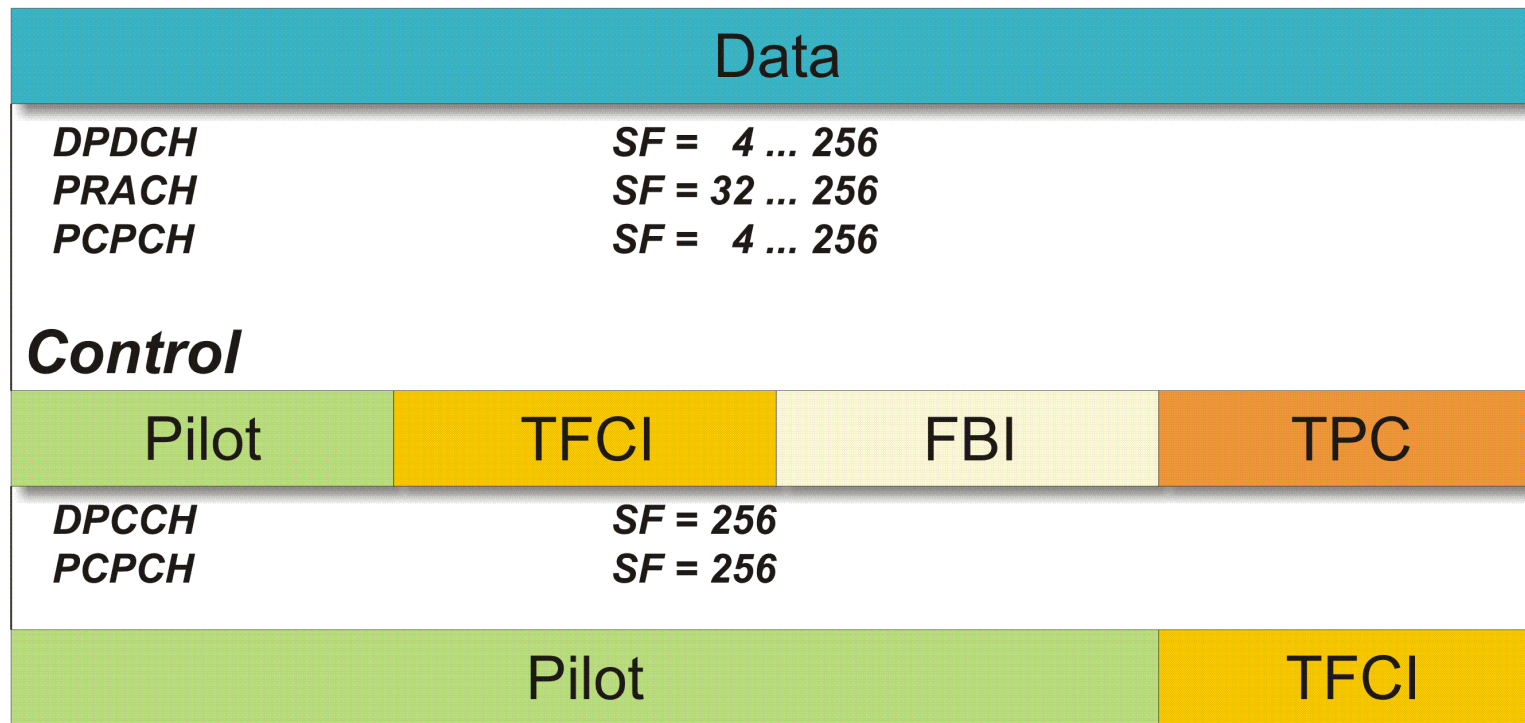 Data
DPDCH SF = 4 ... 256
PRACH SF = 32 ... 256
PCPCH SF = 4 ... 256
Control
Pilot TFCI FBI TPC
DPCCH SF = 256
PCPCH SF = 256
Pilot TFCI